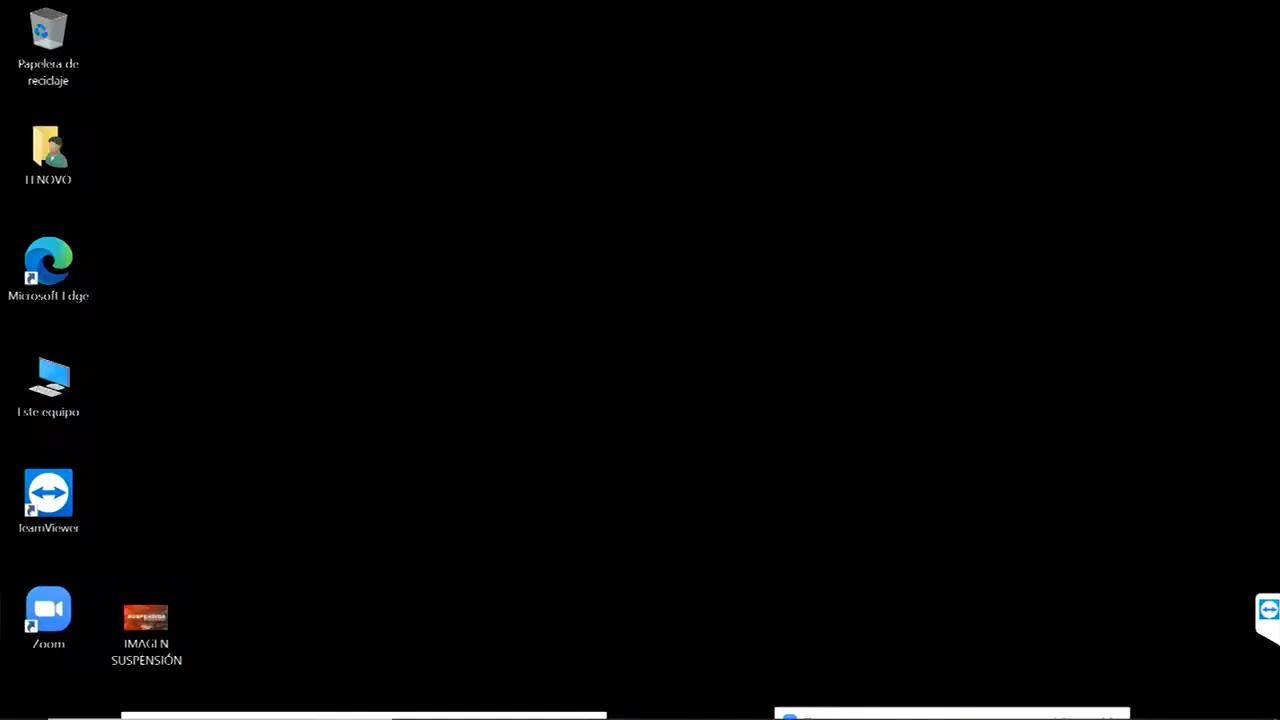 Papelera de
reciclaje
LENOVO
Microsoft Edge
Este equipo
TeamViewer
Zoom
IMAGEN
SUSPENSIÓN